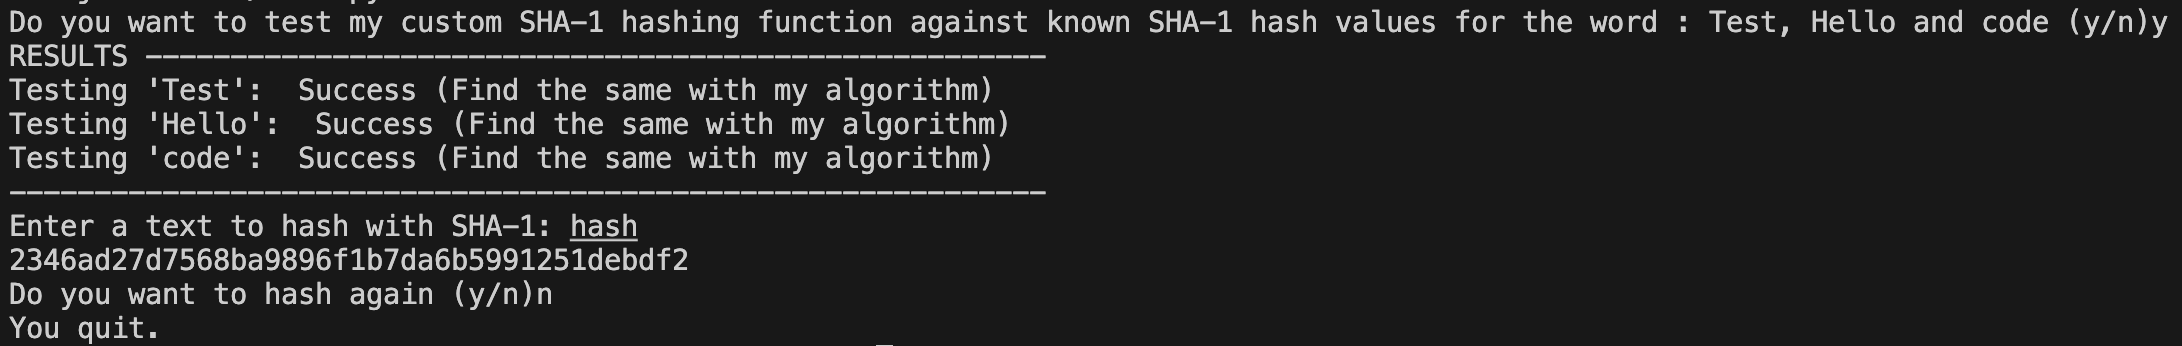 Do you want to test my custom SHA-1 hashing function against known SHA-1 hash values for the word : Test, Hello and code (y/n)y
RESULTS -----------------------------------------------------
Testing 'Test':  Success (Find the same with my algorithm)
Testing 'Hello':  Success (Find the same with my algorithm)
Testing 'code':  Success (Find the same with my algorithm)
-------------------------------------------------------------
Enter a text to hash with SHA-1: hash
2346ad27d7568ba9896f1b7da6b5991251debdf2
Do you want to hash again (y/n)n
You quit.